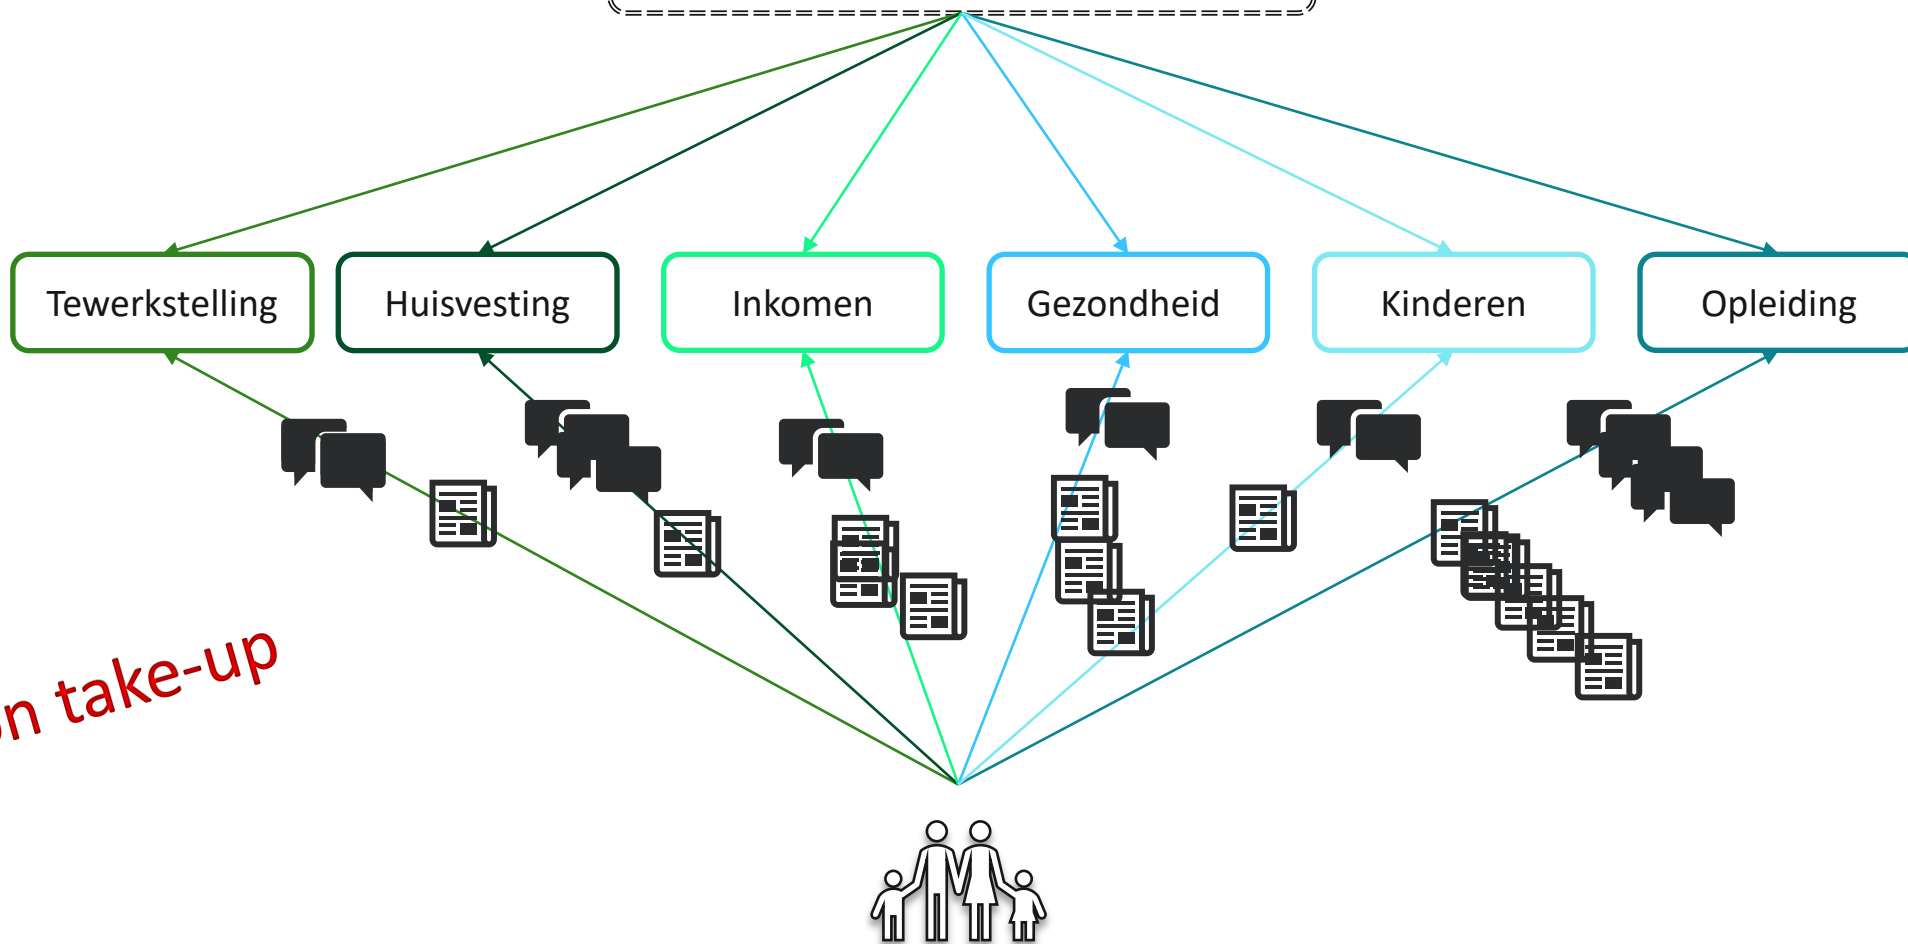 Tewerkstelling
Huisvesting
Inkomen
Gezondheid
Kinderen
Opleiding
take-up